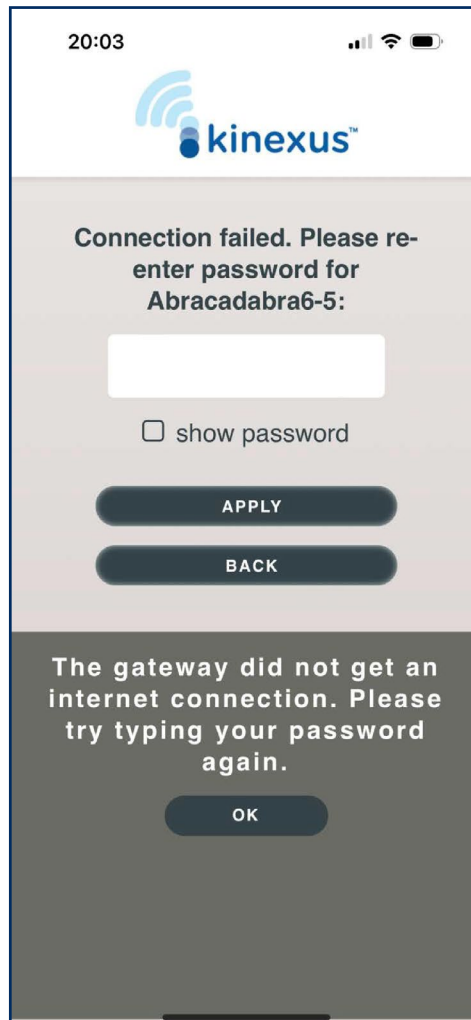 20:03
kinexus™
Connection failed. Please re-
enter password for
Abracadabra6-5:
show password
APPLY
BACK
The gateway did not get an
internet connection. Please
try typing your password
again.
OK